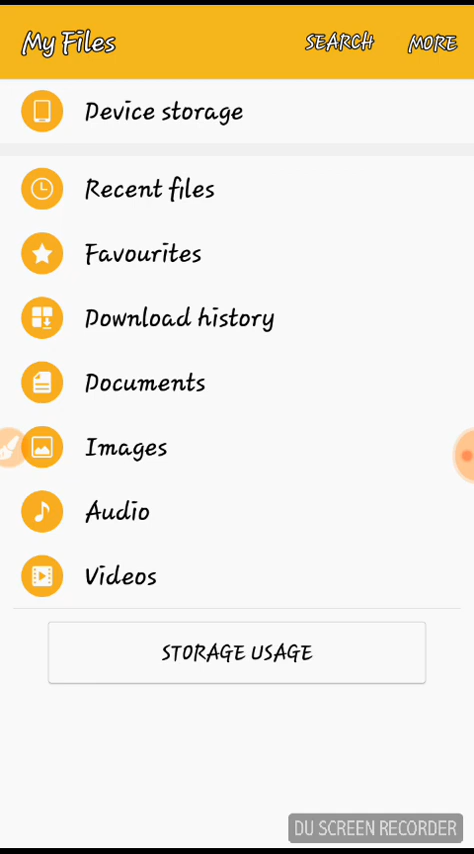 My Files
SEARCH
MORE
Device storage
Recent files
Favourites
Download history
Documents
Images
Audio
Videos
STORAGE USAGE
DU SCREEN RECORDER